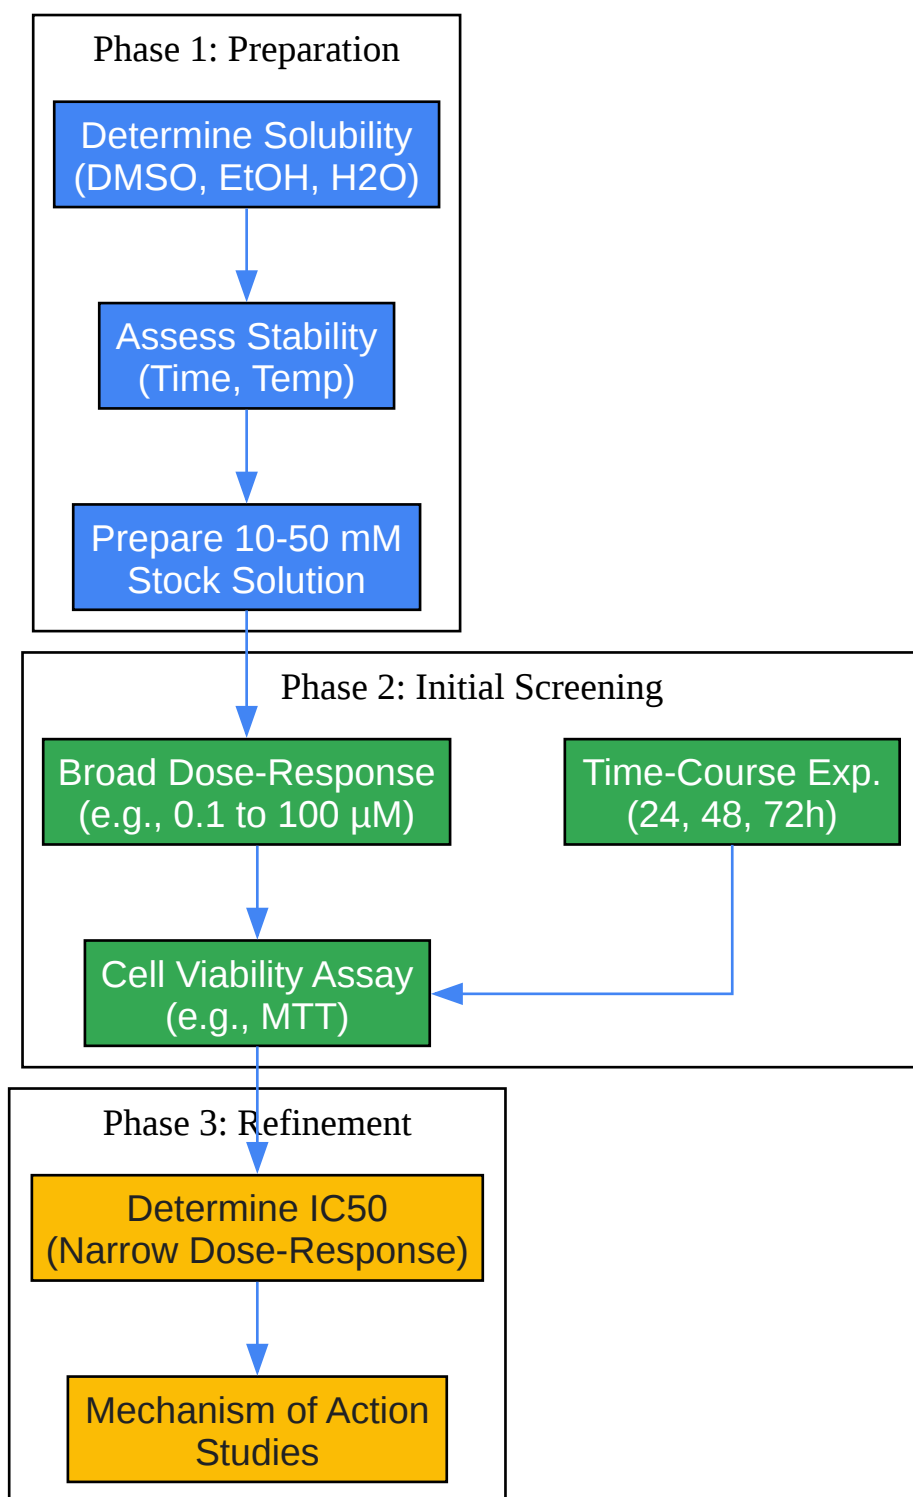 Phase 1: Preparation
Determine Solubility
(DMSO, EtOH, H2O)
Assess Stability
(Time, Temp)
Prepare 10-50 mM
Stock Solution
Phase 2: Initial Screening
Broad Dose-Response
(e.g., 0.1 to 100 µM)
Time-Course Exp.
(24, 48, 72h)
Cell Viability Assay
(e.g., MTT)
Phase 3: Refinement
Determine IC50
(Narrow Dose-Response)
Mechanism of Action
Studies